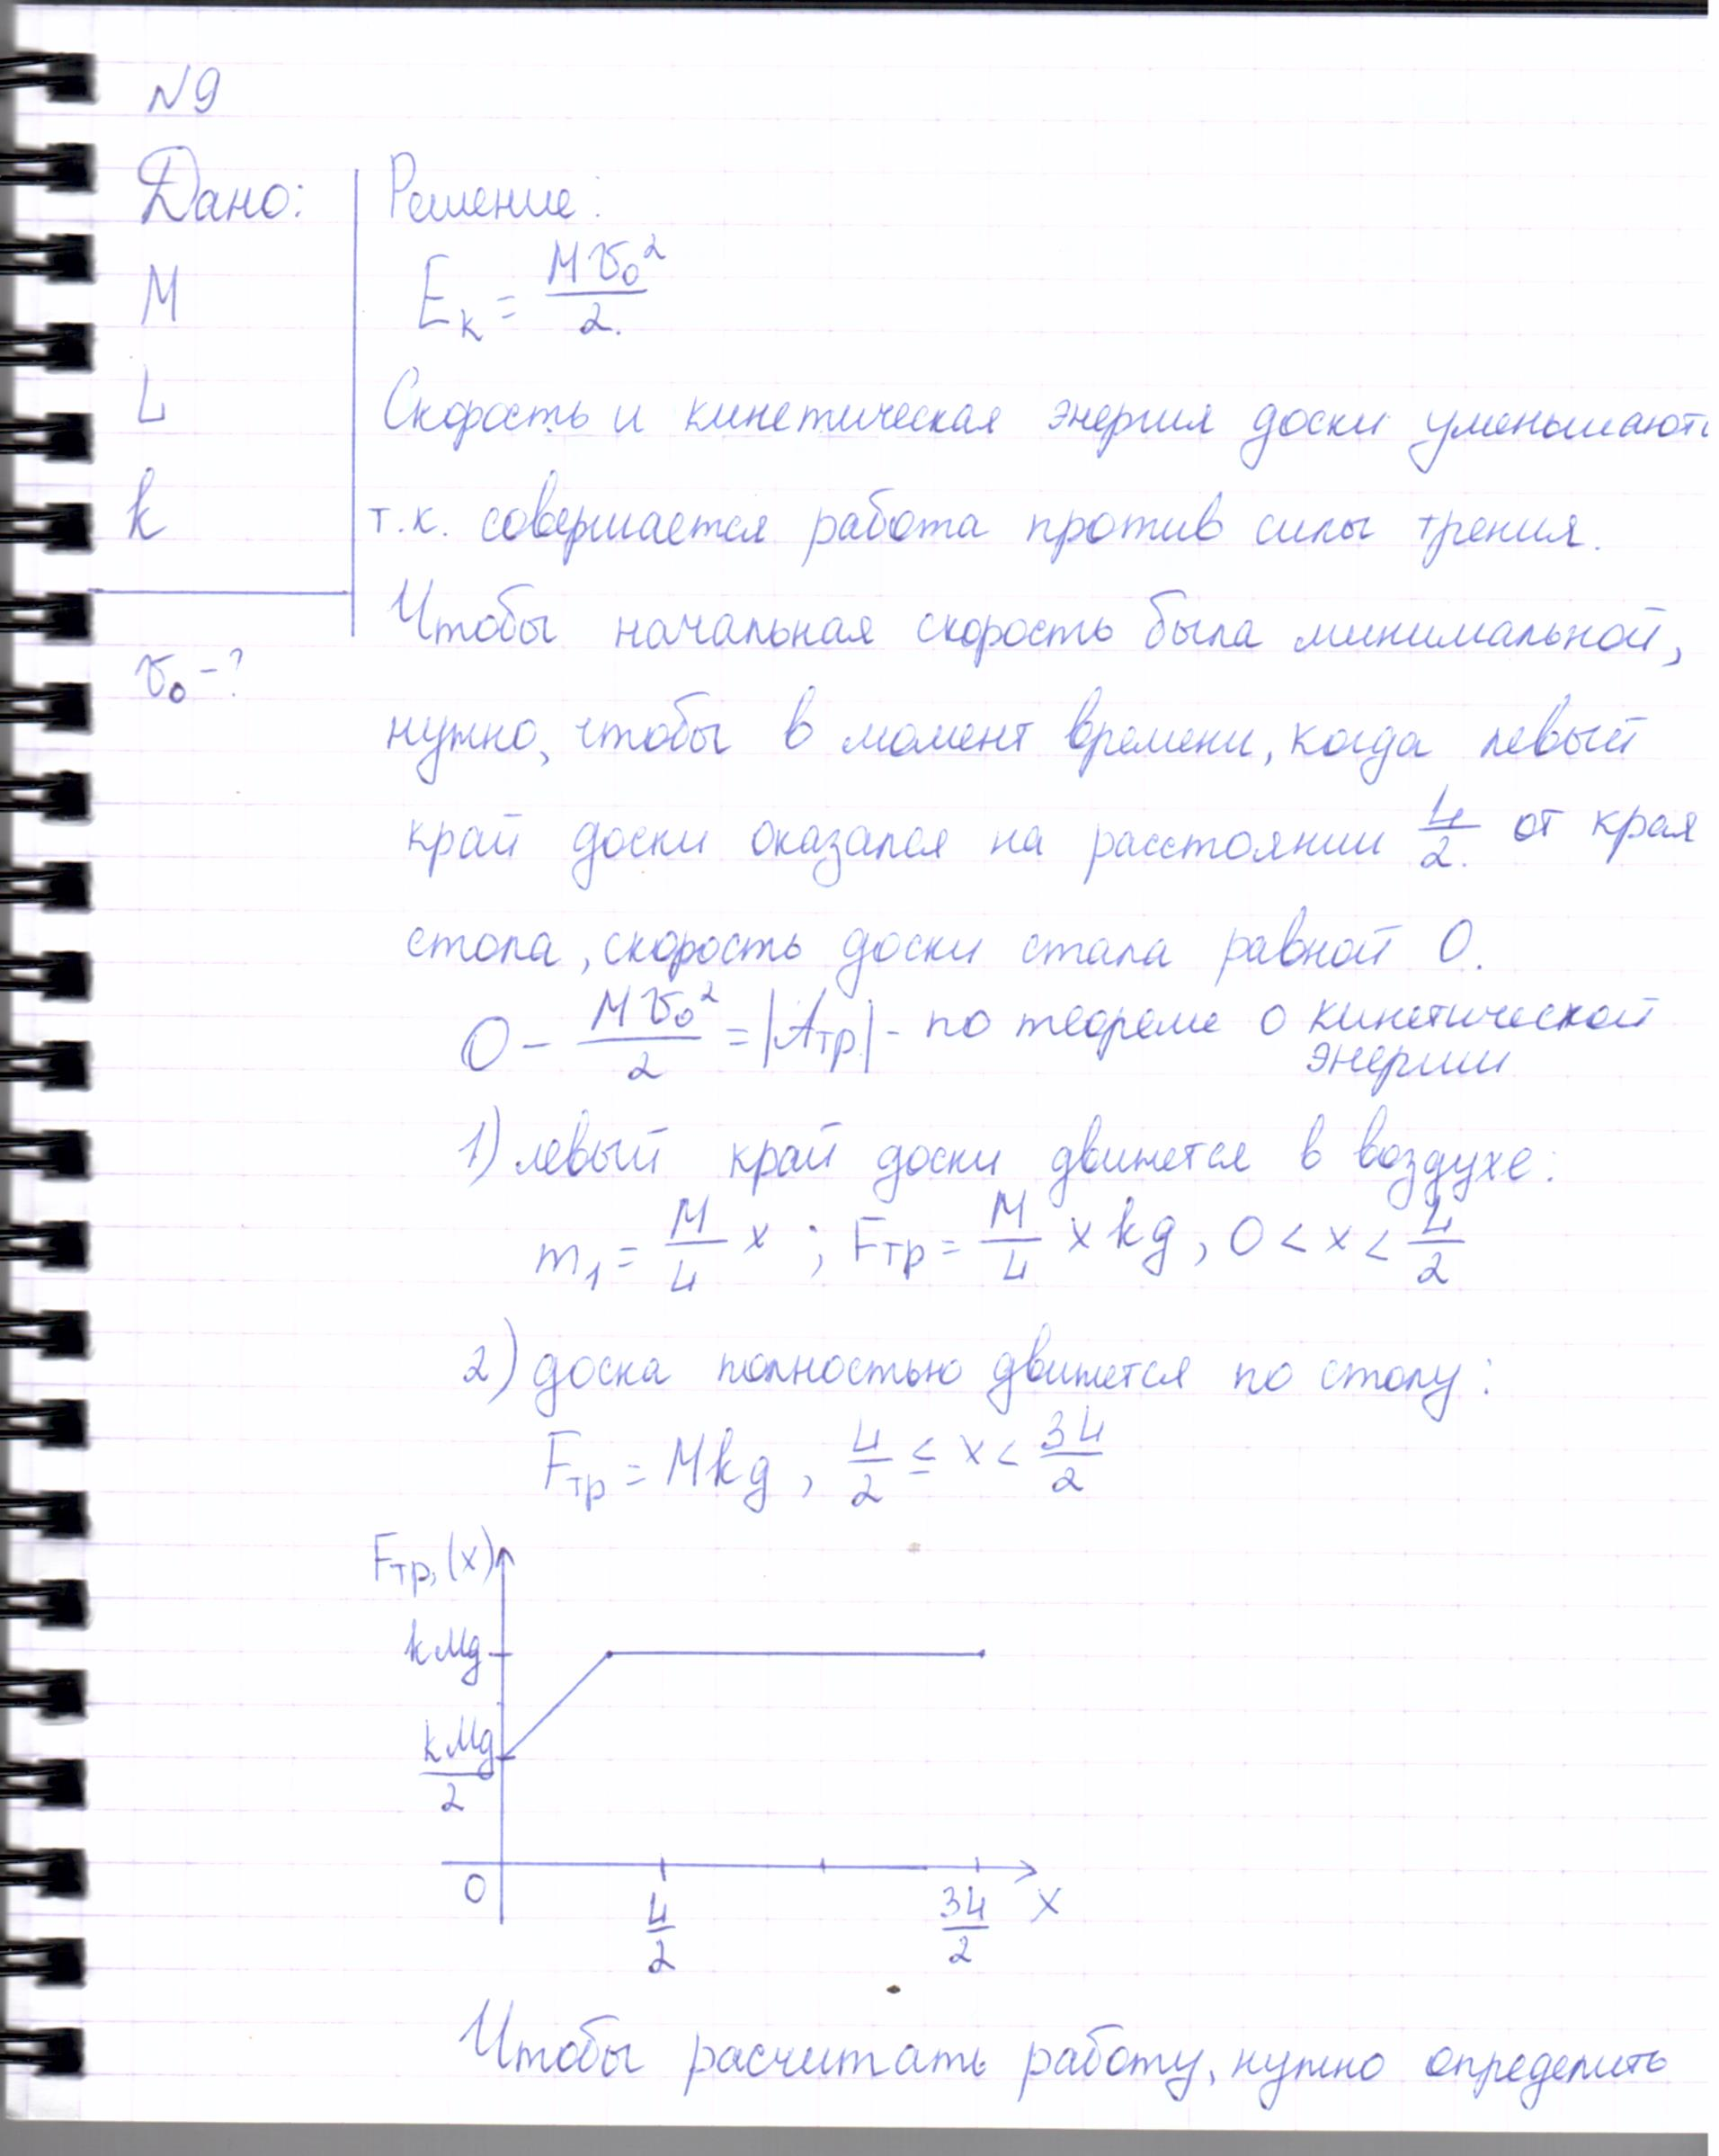 N9
Дано:
M
L
k
v₀ - ?
Решение:
Eк = Mv₀²/2.
Скорость и кинетическая энергия доски уменьшаютс
т.к. совершается работа против силы трения.
Чтобы начальная скорость была минимальной,
нужно, чтобы в момент времени, когда левый
край доски оказался на расстоянии L/2. от края
стола, скорость доски стала равной 0.
0 - Mv₀²/2 = |Aтр| - по теореме о кинетической
энергии
1) левый край доски движется в воздухе:
m₁ = M/L x ; Fтр = M/L x kg, 0 < x < L/2
2) доска полностью движется по столу:
Fтр = Mkg, L/2 ≤ x < 3L/2
Fтр,(x)
kMg
kMg/2
0 L/2 3L/2 x
Чтобы расчитать работу, нужно определить